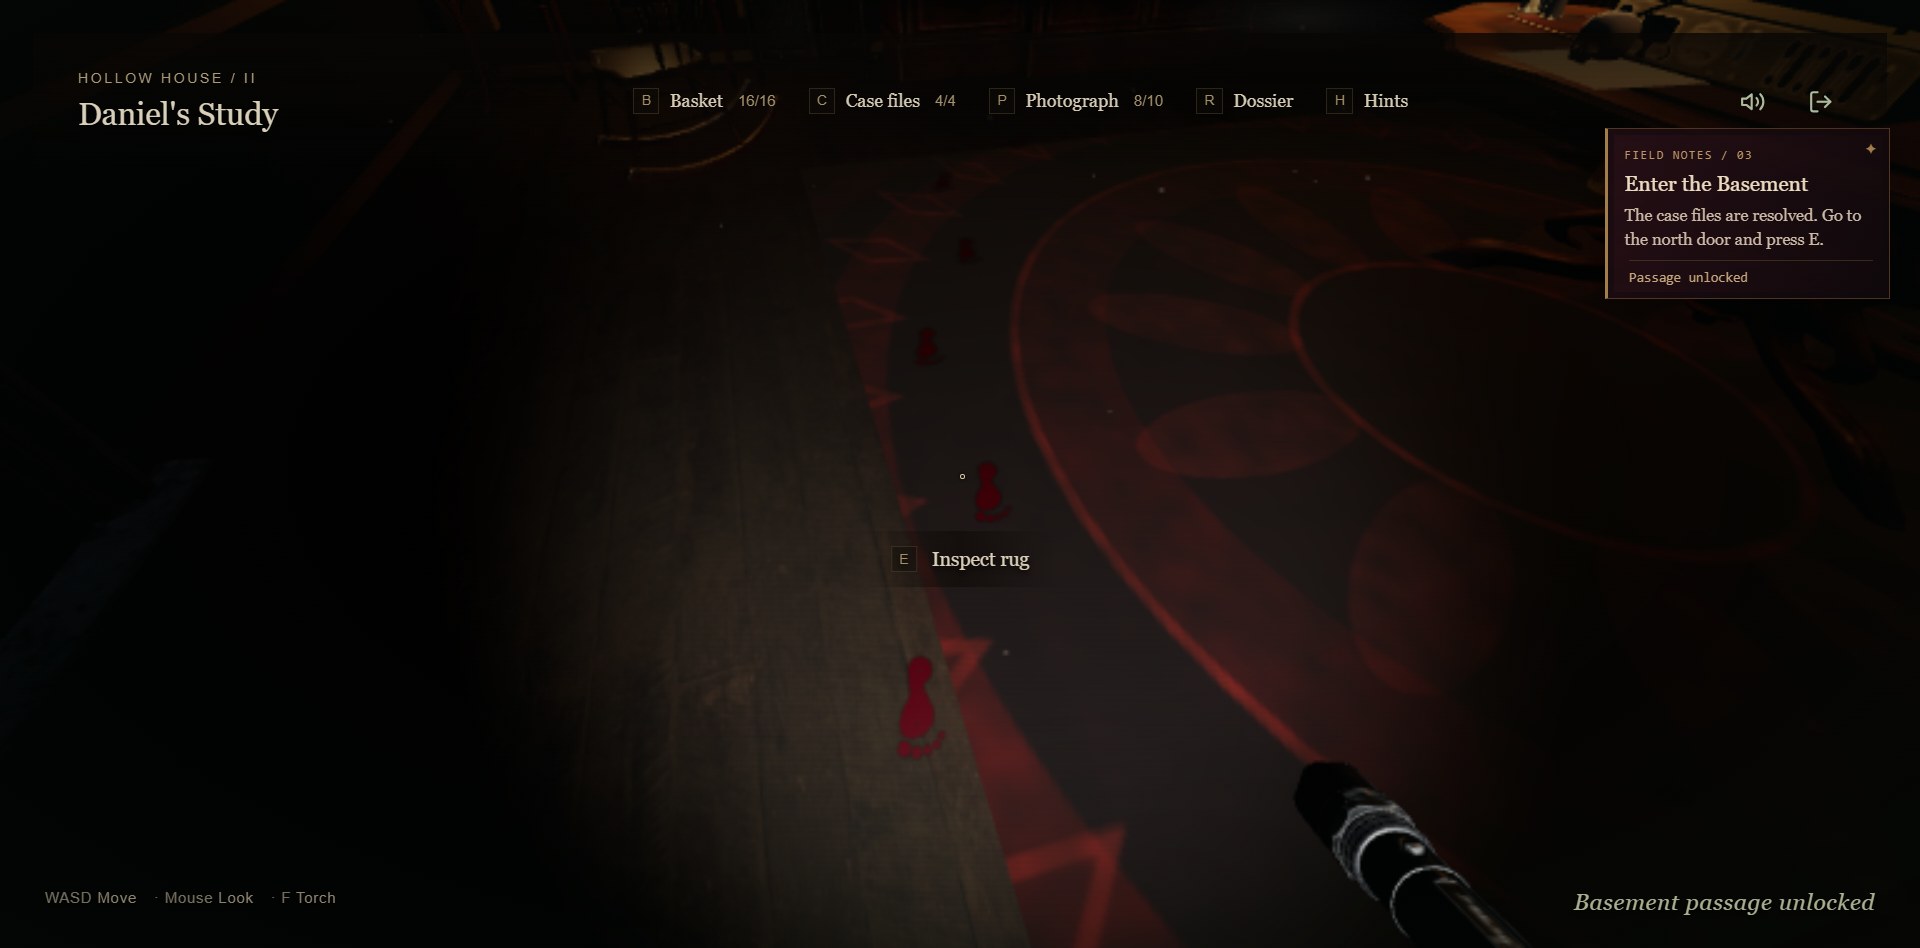 HOLLOW HOUSE / II
Daniel's Study
B Basket 16/16 C Case files 4/4 P Photograph 8/10 R Dossier H Hints
FIELD NOTES / 03
Enter the Basement
The case files are resolved. Go to
the north door and press E.
Passage unlocked
E Inspect rug
WASD Move · Mouse Look · F Torch
Basement passage unlocked